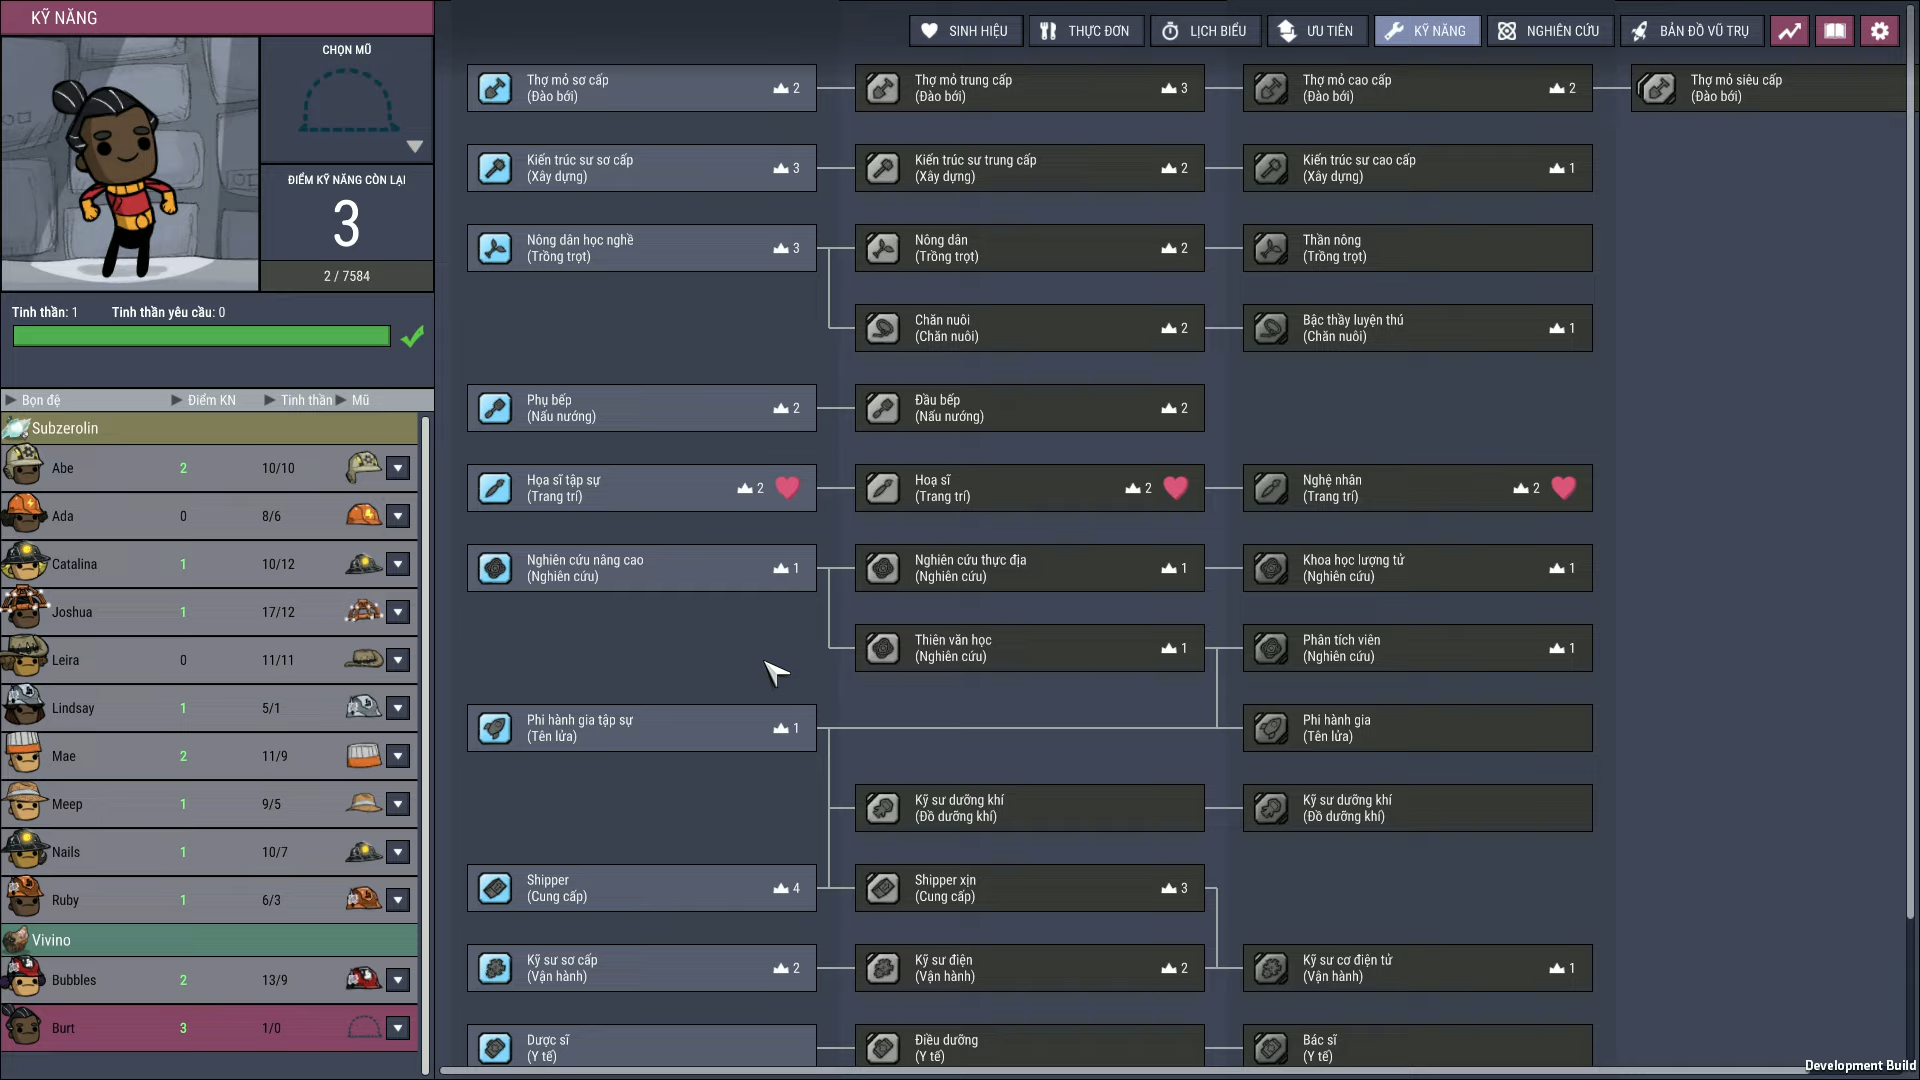 KỸ NĂNG
SINH HIỆU
THỰC ĐƠN
LỊCH BIỂU
ƯU TIÊN
KỸ NĂNG
NGHIÊN CỨU
BẢN ĐỒ VŨ TRỤ
CHỌN MŨ
ĐIỂM KỸ NĂNG CÒN LẠI
3
2 / 7584
Tinh thần: 1
Tinh thần yêu cầu: 0
Bọn đệ
Điểm KN
Tinh thần
Mũ
Subzerolin
Abe 2 10/10
Ada 0 8/6
Catalina 1 10/12
Joshua 1 17/12
Leira 0 11/11
Lindsay 1 5/1
Mae 2 11/9
Meep 1 9/5
Nails 1 10/7
Ruby 1 6/3
Vivino
Bubbles 2 13/9
Burt 3 1/0
Thợ mỏ sơ cấp
(Đào bới)
2
Thợ mỏ trung cấp
(Đào bới)
3
Thợ mỏ cao cấp
(Đào bới)
2
Thợ mỏ siêu cấp
(Đào bới)
Kiến trúc sư sơ cấp
(Xây dựng)
3
Kiến trúc sư trung cấp
(Xây dựng)
2
Kiến trúc sư cao cấp
(Xây dựng)
1
Nông dân học nghề
(Trồng trọt)
3
Nông dân
(Trồng trọt)
2
Thần nông
(Trồng trọt)
Chăn nuôi
(Chăn nuôi)
2
Bậc thầy luyện thú
(Chăn nuôi)
1
Phụ bếp
(Nấu nướng)
2
Đầu bếp
(Nấu nướng)
2
Họa sĩ tập sự
(Trang trí)
2
Hoạ sĩ
(Trang trí)
2
Nghệ nhân
(Trang trí)
2
Nghiên cứu nâng cao
(Nghiên cứu)
1
Nghiên cứu thực địa
(Nghiên cứu)
1
Khoa học lượng tử
(Nghiên cứu)
1
Thiên văn học
(Nghiên cứu)
1
Phân tích viên
(Nghiên cứu)
1
Phi hành gia tập sự
(Tên lửa)
1
Phi hành gia
(Tên lửa)
Kỹ sư dưỡng khí
(Đồ dưỡng khí)
Kỹ sư dưỡng khí
(Đồ dưỡng khí)
Shipper
(Cung cấp)
4
Shipper xịn
(Cung cấp)
3
Kỹ sư sơ cấp
(Vận hành)
2
Kỹ sư điện
(Vận hành)
2
Kỹ sư cơ điện tử
(Vận hành)
1
Dược sĩ
(Y tế)
Điều dưỡng
(Y tế)
Bác sĩ
(Y tế)
Development Build